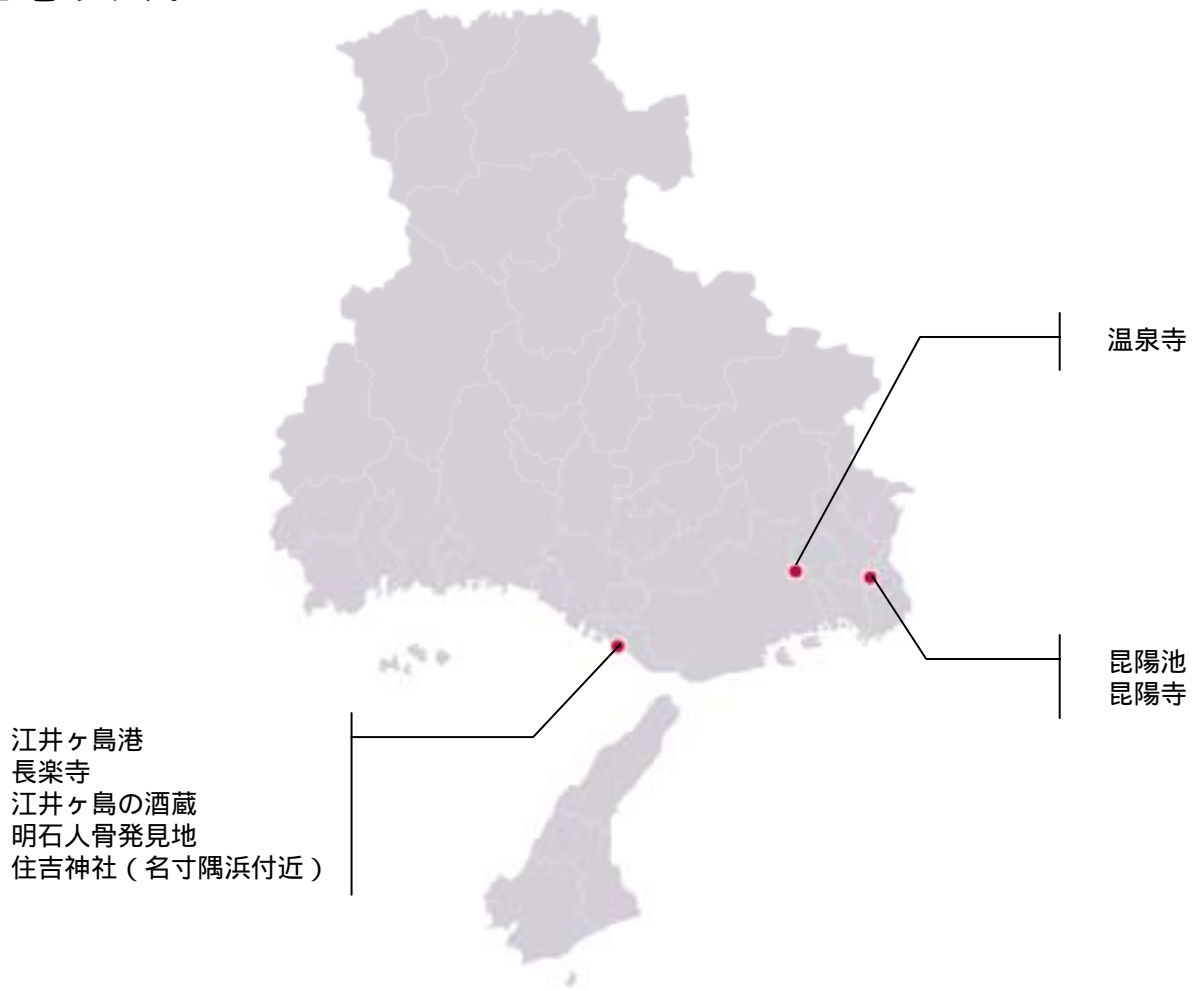 温泉寺
昆陽池
昆陽寺
江井ヶ島港
長楽寺
江井ヶ島の酒蔵
明石人骨発見地
住吉神社（名寸隅浜付近）